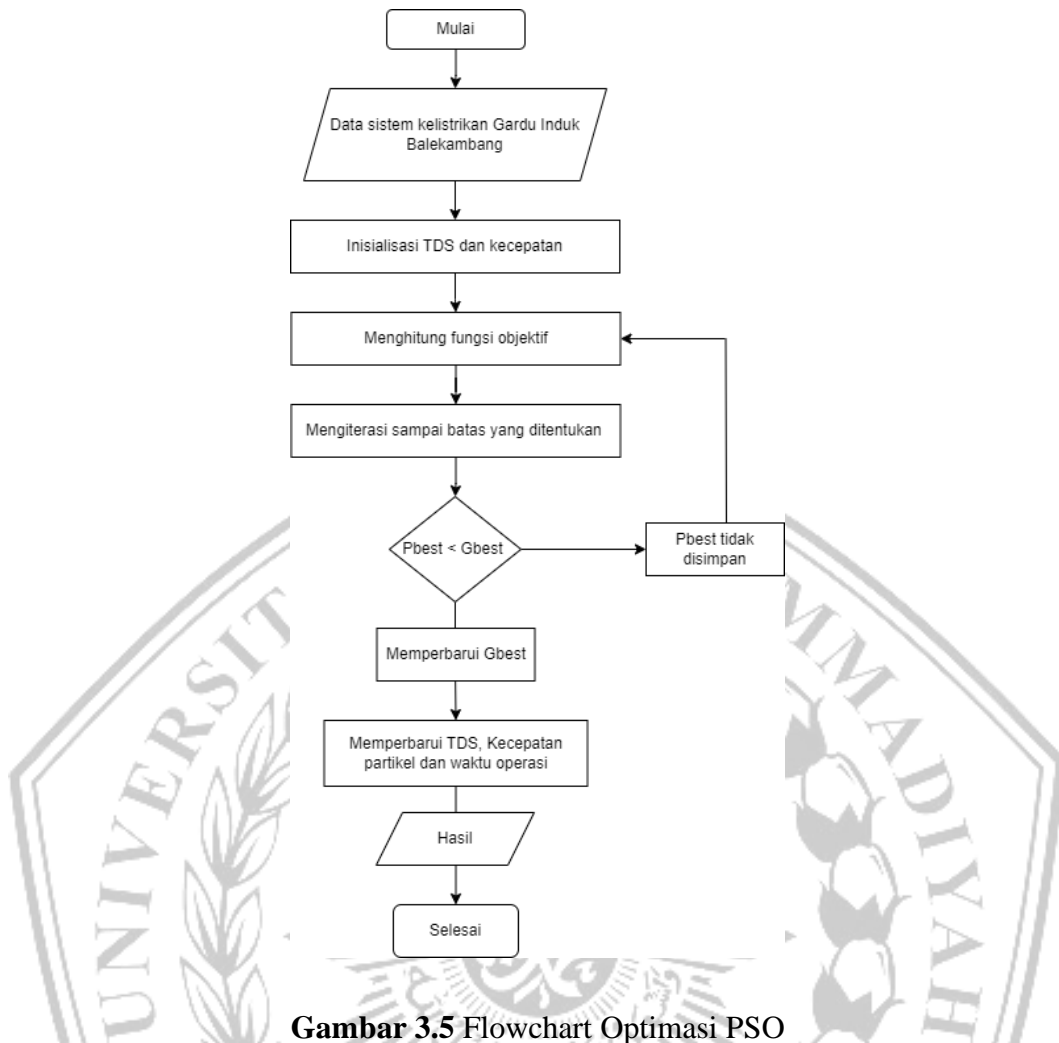 Mulai
Data sistem kelistrikan Gardu Induk
Balekambang
Inisialisasi TDS dan kecepatan
Menghitung fungsi objektif
Mengiterasi sampai batas yang ditentukan
Pbest < Gbest
Pbest tidak
disimpan
Memperbarui Gbest
Memperbarui TDS, Kecepatan
partikel dan waktu operasi
Hasil
Selesai
UNIVERSIT
MMADIYAH
Gambar 3.5 Flowchart Optimasi PSO